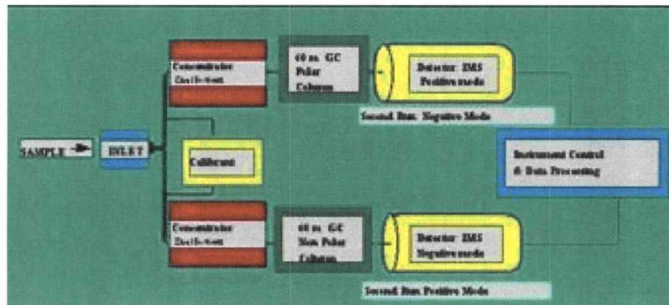 Concentrator
60 m GC
Polar
Column
Detector IMS
Positive mode
Second Run Negative Mode
SAMPLE
INLET
Calibrant
Instrument Control
& Data Processing
Concentrator
60 m GC
Non Polar
Column
Detector IMS
Negative mode
Second Run Positive Mode